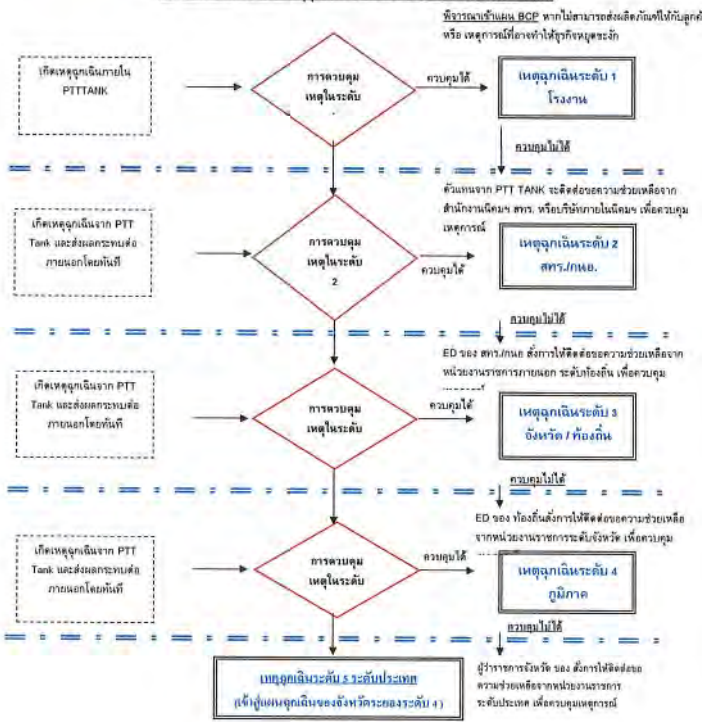 พิจารณาเข้าแผน BCP หากไม่สามารถส่งผลิตภัณฑ์ให้กับลูกค้
หรือ เหตุการณ์ที่อาจทำให้ธุรกิจหยุดชะงัก
เกิดเหตุฉุกเฉินภายใน
PTTTANK
การควบคุม
เหตุในระดับ
ควบคุมได้
เหตุฉุกเฉินระดับ 1
โรงงาน
ควบคุมไม่ได้
ตัวแทนจาก PTT TANK จะติดต่อขอความช่วยเหลือจาก
สำนักงานนิคมฯ สทร. หรือบริษัทภายในนิคมฯ เพื่อควบคุม
เหตุการณ์
เกิดเหตุฉุกเฉินจาก PTT
Tank และส่งผลกระทบต่อ
ภายนอกโดยทันที
การควบคุม
เหตุในระดับ
2
ควบคุมได้
เหตุฉุกเฉินระดับ 2
สทร./กนอ.
ควบคุมไม่ได้
ED ของ สทร./กนอ สั่งการให้ติดต่อขอความช่วยเหลือจาก
หน่วยงานราชการภายนอก ระดับท้องถิ่น เพื่อควบคุม
เกิดเหตุฉุกเฉินจาก PTT
Tank และส่งผลกระทบต่อ
ภายนอกโดยทันที
การควบคุม
เหตุในระดับ
ควบคุมได้
เหตุฉุกเฉินระดับ 3
จังหวัด / ท้องถิ่น
ควบคุมไม่ได้
ED ของ ท้องถิ่นสั่งการให้ติดต่อขอความช่วยเหลือ
จากหน่วยงานราชการระดับจังหวัด เพื่อควบคุม
เกิดเหตุฉุกเฉินจาก PTT
Tank และส่งผลกระทบต่อ
ภายนอกโดยทันที
การควบคุม
เหตุในระดับ
ควบคุมได้
เหตุฉุกเฉินระดับ 4
ภูมิภาค
ควบคุมไม่ได้
เหตุฉุกเฉินระดับ 5 ระดับประเทศ
(เข้าสู่แผนฉุกเฉินของจังหวัดระยองระดับ 4 )
ผู้ว่าราชการจังหวัด ของ สั่งการให้ติดต่อขอ
ความช่วยเหลือจากหน่วยงานราชการ
ระดับประเทศ เพื่อควบคุมเหตุการณ์